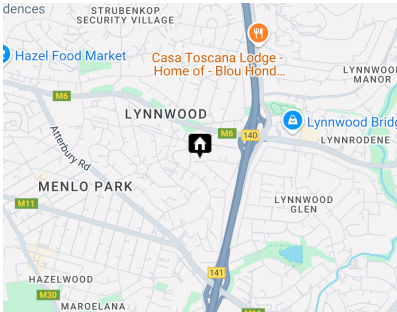 dences
STRUBENKOP
SECURITY VILLAGE
Hazel Food Market
Casa Toscana Lodge -
Home of - Blou Hond...
LYNNWOOD
MANOR
M6
LYNNWOOD
M6
140
Lynnwood Bridg
LYNNRODENE
Atterbury Rd
MENLO PARK
M11
LYNNWOOD
GLEN
141
HAZELWOOD
M30
MAROELANA